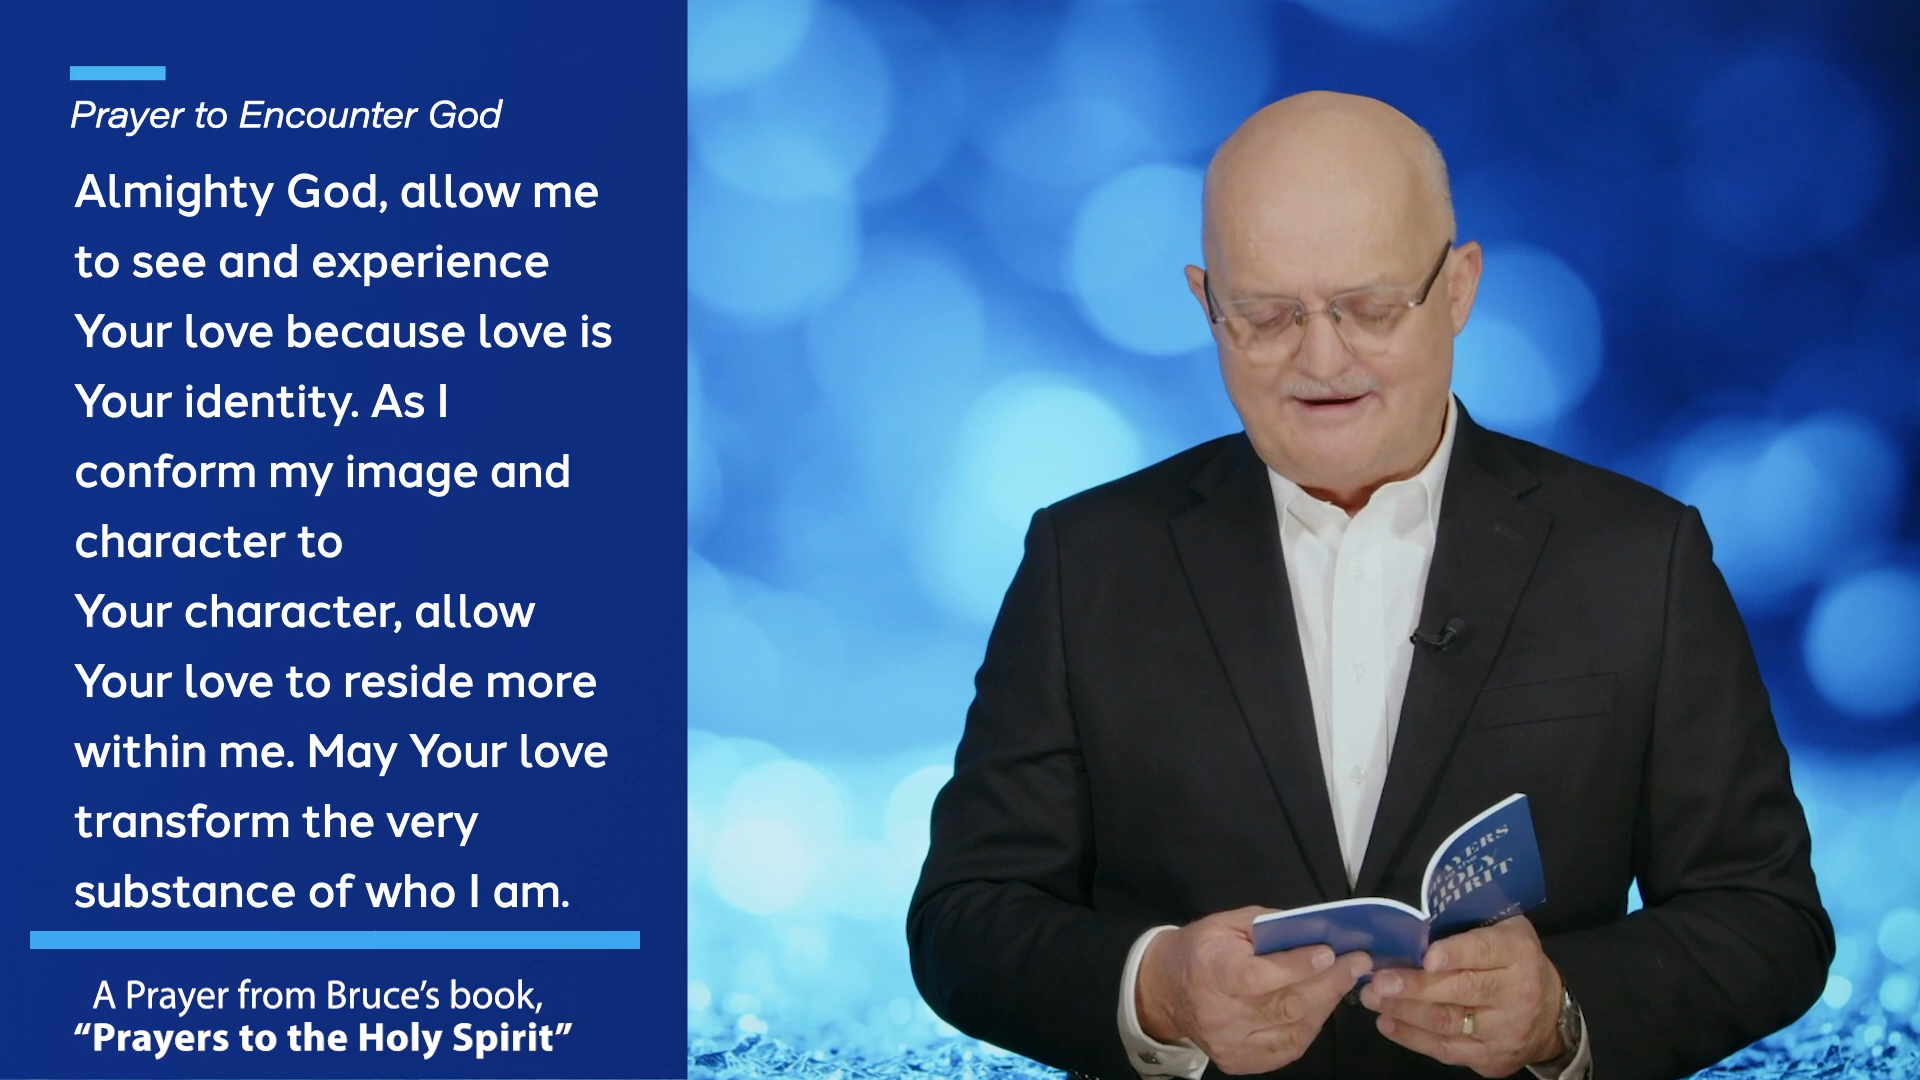 Prayer to Encounter God
Almighty God, allow me
to see and experience
Your love because love is
Your identity. As I
conform my image and
character to
Your character, allow
Your love to reside more
within me. May Your love
transform the very
substance of who I am.
A Prayer from Bruce’s book,
“Prayers to the Holy Spirit”
HOLY
SPIRIT